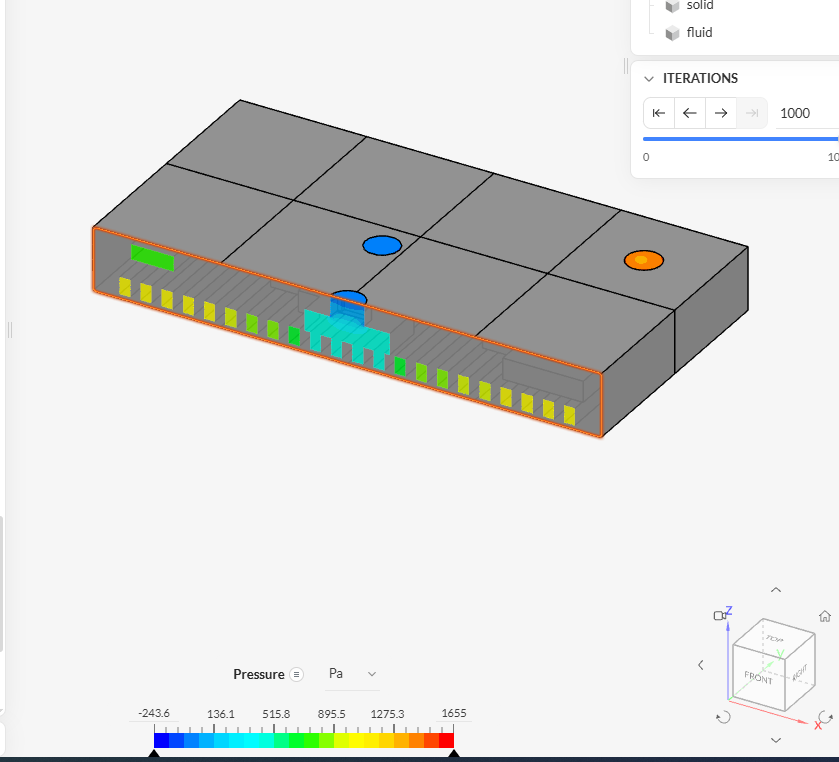 solid
fluid
ITERATIONS
1000
0
10
Pressure
Pa
-243.6 136.1 515.8 895.5 1275.3 1655
Z
TOP
Y
FRONT
RIGHT
X